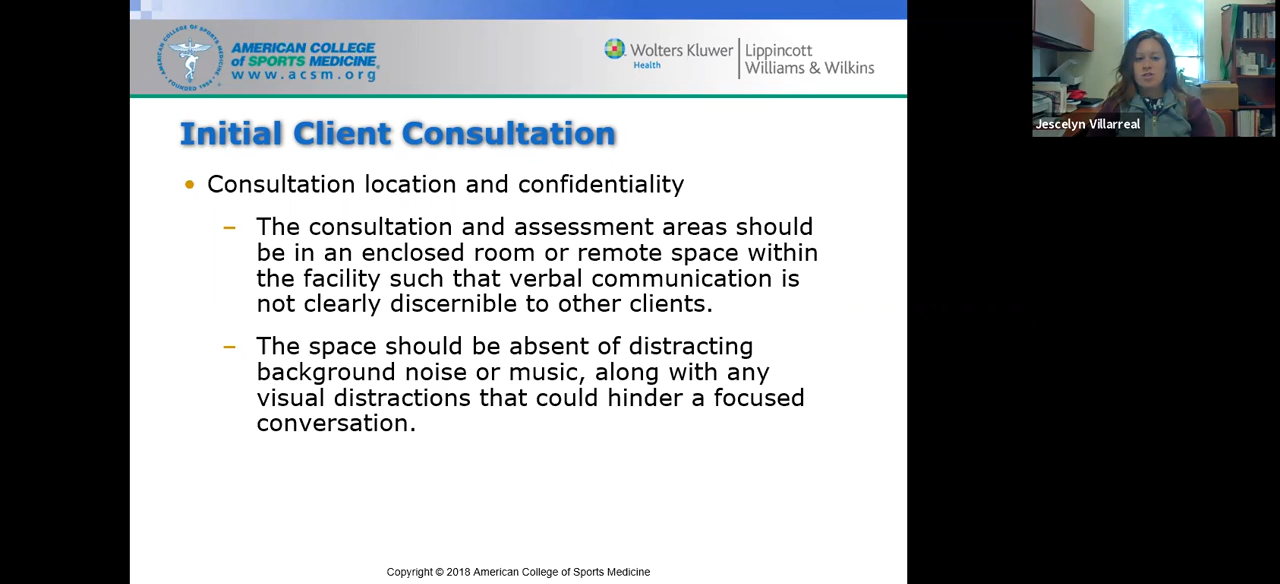 AMERICAN COLLEGE
of SPORTS MEDICINE®
www.acsm.org
Wolters Kluwer
Health
Lippincott
Williams & Wilkins
Jescelyn Villarreal
Initial Client Consultation
• Consultation location and confidentiality
– The consultation and assessment areas should
be in an enclosed room or remote space within
the facility such that verbal communication is
not clearly discernible to other clients.
– The space should be absent of distracting
background noise or music, along with any
visual distractions that could hinder a focused
conversation.
Copyright © 2018 American College of Sports Medicine